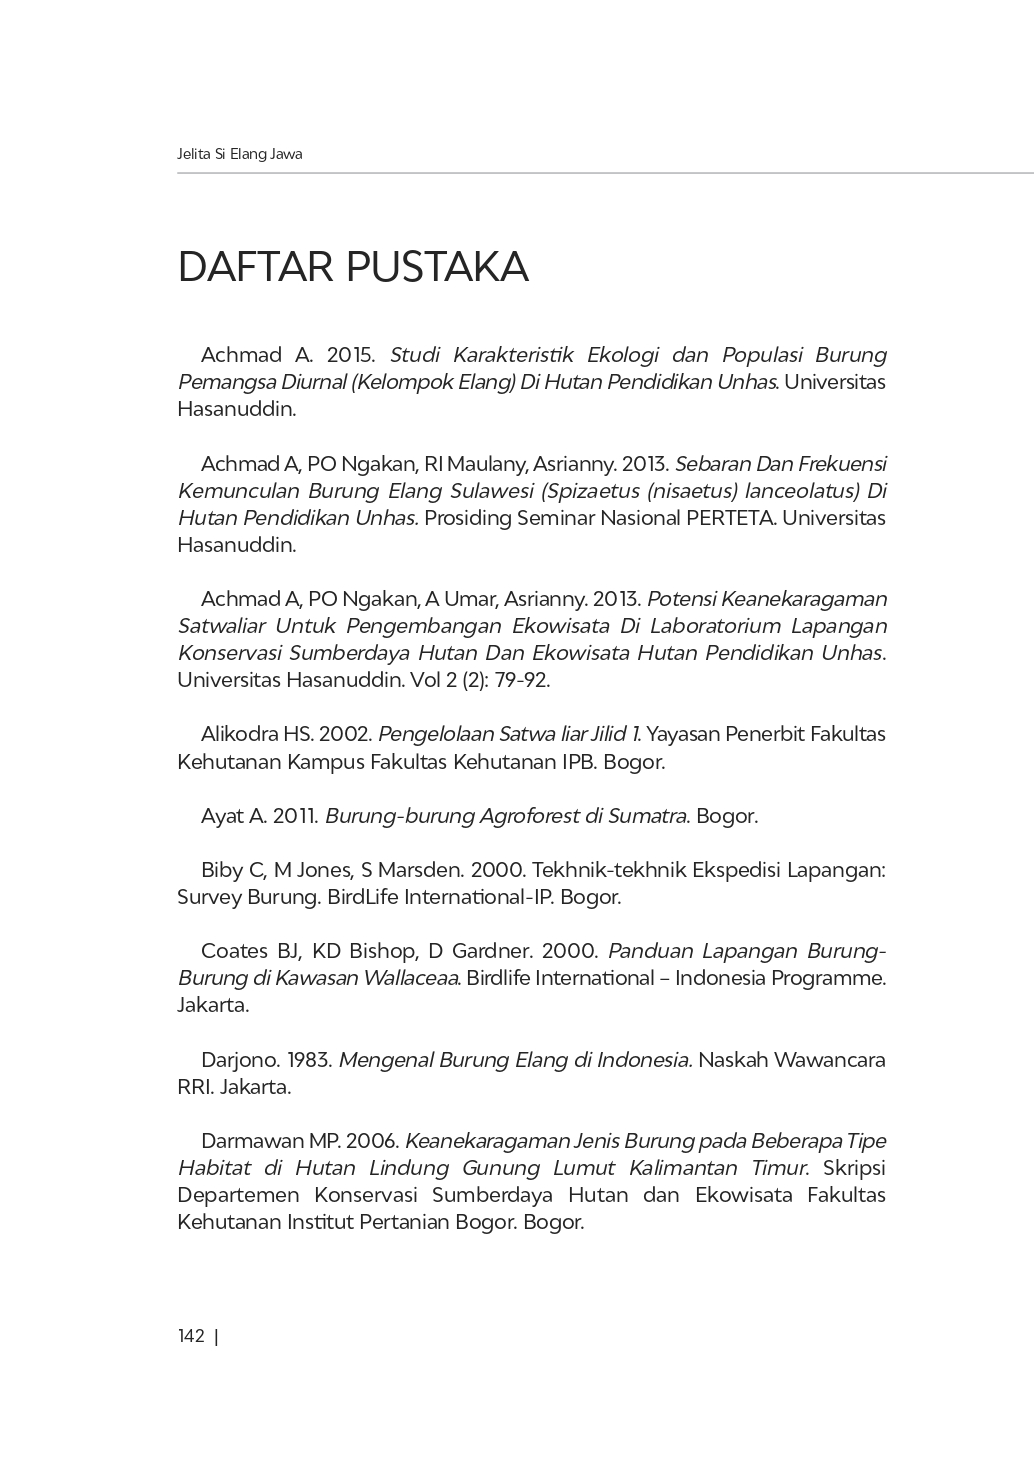 Jelita Si Elang Jawa
DAFTAR PUSTAKA
Achmad A. 2015. Studi Karakteristik Ekologi dan Populasi Burung
Pemangsa Diurnal (Kelompok Elang) Di Hutan Pendidikan Unhas. Universitas
Hasanuddin.
Achmad A, PO Ngakan, RI Maulany, Asrianny. 2013. Sebaran Dan Frekuensi
Kemunculan Burung Elang Sulawesi (Spizaetus (nisaetus) lanceolatus) Di
Hutan Pendidikan Unhas. Prosiding Seminar Nasional PERTETA. Universitas
Hasanuddin.
Achmad A, PO Ngakan, A Umar, Asrianny. 2013. Potensi Keanekaragaman
Satwaliar Untuk Pengembangan Ekowisata Di Laboratorium Lapangan
Konservasi Sumberdaya Hutan Dan Ekowisata Hutan Pendidikan Unhas.
Universitas Hasanuddin. Vol 2 (2): 79-92.
Alikodra HS. 2002. Pengelolaan Satwa liar Jilid 1. Yayasan Penerbit Fakultas
Kehutanan Kampus Fakultas Kehutanan IPB. Bogor.
Ayat A. 2011. Burung-burung Agroforest di Sumatra. Bogor.
Biby C, M Jones, S Marsden. 2000. Tekhnik-tekhnik Ekspedisi Lapangan:
Survey Burung. BirdLife International-IP. Bogor.
Coates BJ, KD Bishop, D Gardner. 2000. Panduan Lapangan Burung-
Burung di Kawasan Wallaceaa. Birdlife International – Indonesia Programme.
Jakarta.
Darjono. 1983. Mengenal Burung Elang di Indonesia. Naskah Wawancara
RRI. Jakarta.
Darmawan MP. 2006. Keanekaragaman Jenis Burung pada Beberapa Tipe
Habitat di Hutan Lindung Gunung Lumut Kalimantan Timur. Skripsi
Departemen Konservasi Sumberdaya Hutan dan Ekowisata Fakultas
Kehutanan Institut Pertanian Bogor. Bogor.
142 |